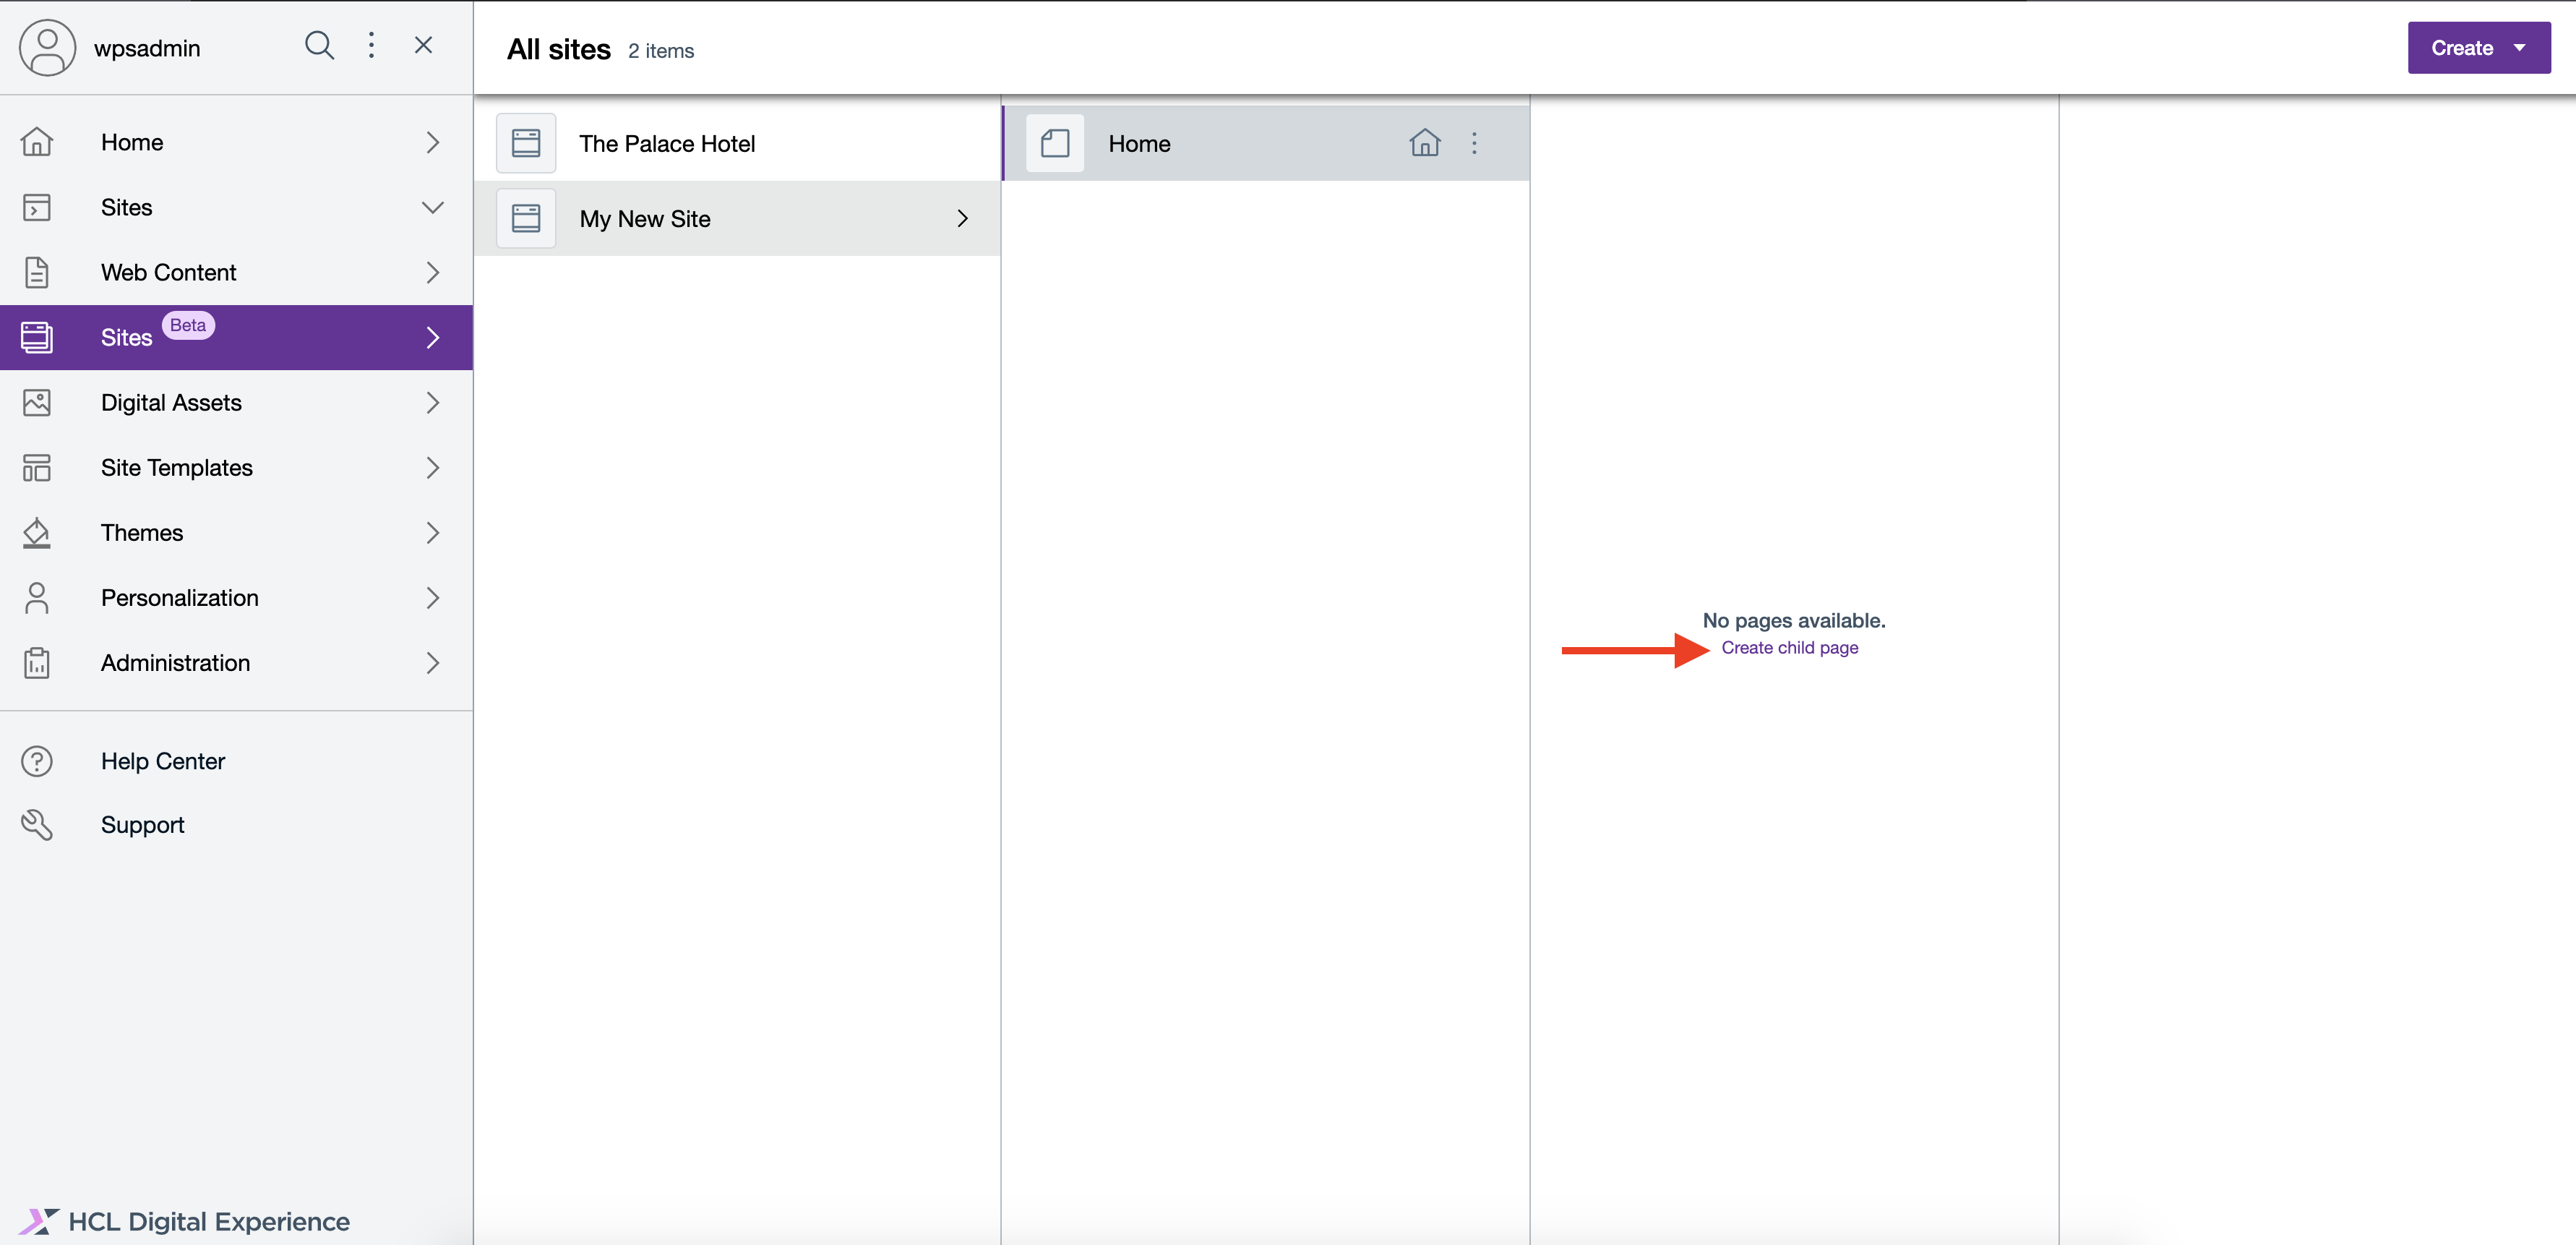 wpsadmin
Home
Sites
Web Content
Sites Beta
Digital Assets
Site Templates
Themes
Personalization
Administration
Help Center
Support
HCL Digital Experience
All sites 2 items
Create
The Palace Hotel
My New Site
Home
No pages available.
Create child page